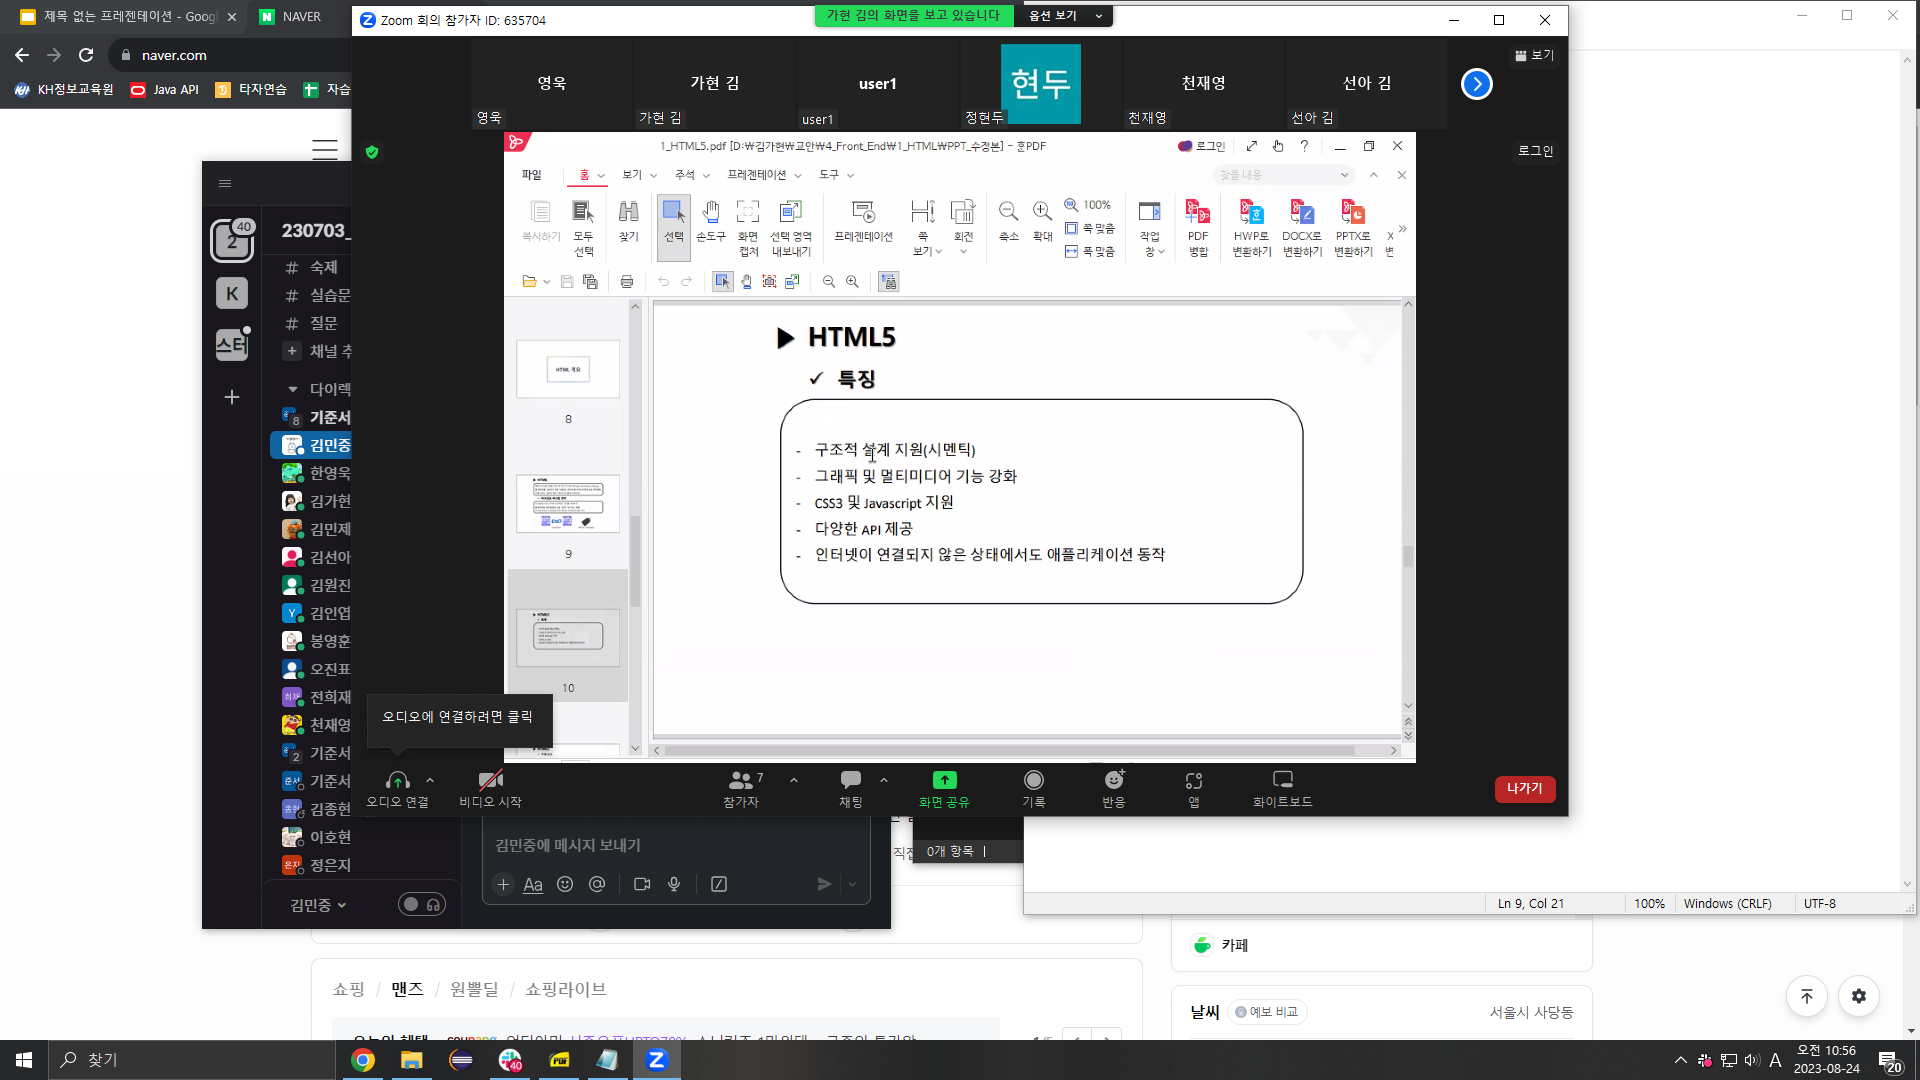 제목 없는 프레젠테이션 - Goog
NAVER
naver.com
KH정보교육원
Java API
타자연습
자습
Zoom 회의 참가자 ID: 635704
가현 김의 화면을 보고 있습니다
옵션 보기
보기
영욱
가현 김
user1
현두
천재영
선아 김
영욱
가현 김
user1
정현두
천재영
선아 김
로그인
1_HTML5.pdf [D:₩김가현₩교안₩4_Front_End₩1_HTML₩PPT_수정본] - 혼PDF
로그인
파일
홈
보기
주석
프레젠테이션
도구
찾을 내용
복사하기
모두 선택
찾기
선택
손도구
화면 캡처
선택 영역 내보내기
프레젠테이션
쪽 보기
회전
축소
확대
100%
쪽 맞춤
폭 맞춤
작업 창
PDF 병합
HWP로 변환하기
DOCX로 변환하기
PPTX로 변환하기
HTML 개요
8
9
10
HTML5
✓ 특징
- 구조적 설계 지원(시멘틱)
- 그래픽 및 멀티미디어 기능 강화
- CSS3 및 Javascript 지원
- 다양한 API 제공
- 인터넷이 연결되지 않은 상태에서도 애플리케이션 동작
40
2
K
스터
230703_
# 숙제
# 실습문
# 질문
+ 채널 추
다이렉
기준서
8
김민중
한영욱
김가현
김민제
김선아
김원진
Y 김인엽
봉영훈
오진표
전희재
천재영
기준서
2
준서 기준서
김종현
이호현
은지 정은지
김민중
오디오에 연결하려면 클릭
오디오 연결
비디오 시작
7
참가자
채팅
화면 공유
기록
반응
앱
화이트보드
나가기
김민중에 메시지 보내기
Aa
직접
0개 항목
Ln 9, Col 21
100%
Windows (CRLF)
UTF-8
카페
쇼핑 / 맨즈 / 원쁠딜 / 쇼핑라이브
날씨
예보 비교
서울시 사당동
찾기
40
PDF
A
오전 10:56
2023-08-24
20